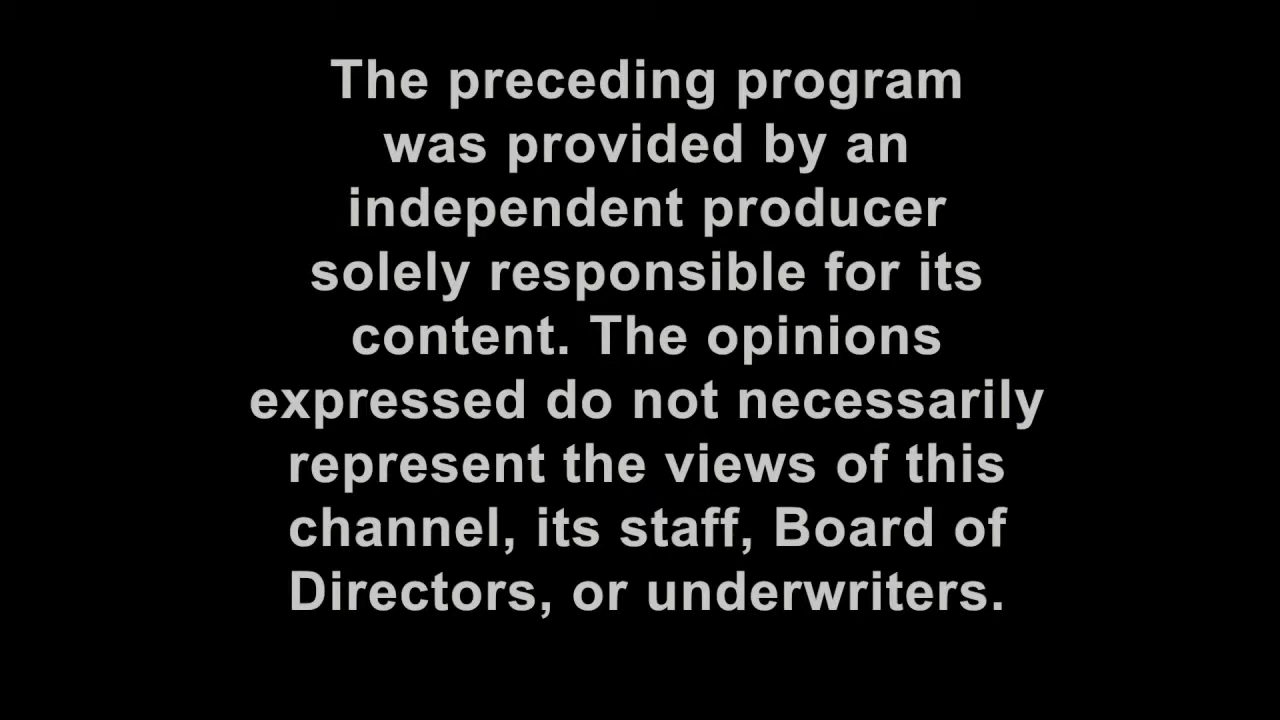 The preceding program
was provided by an
independent producer
solely responsible for its
content. The opinions
expressed do not necessarily
represent the views of this
channel, its staff, Board of
Directors, or underwriters.